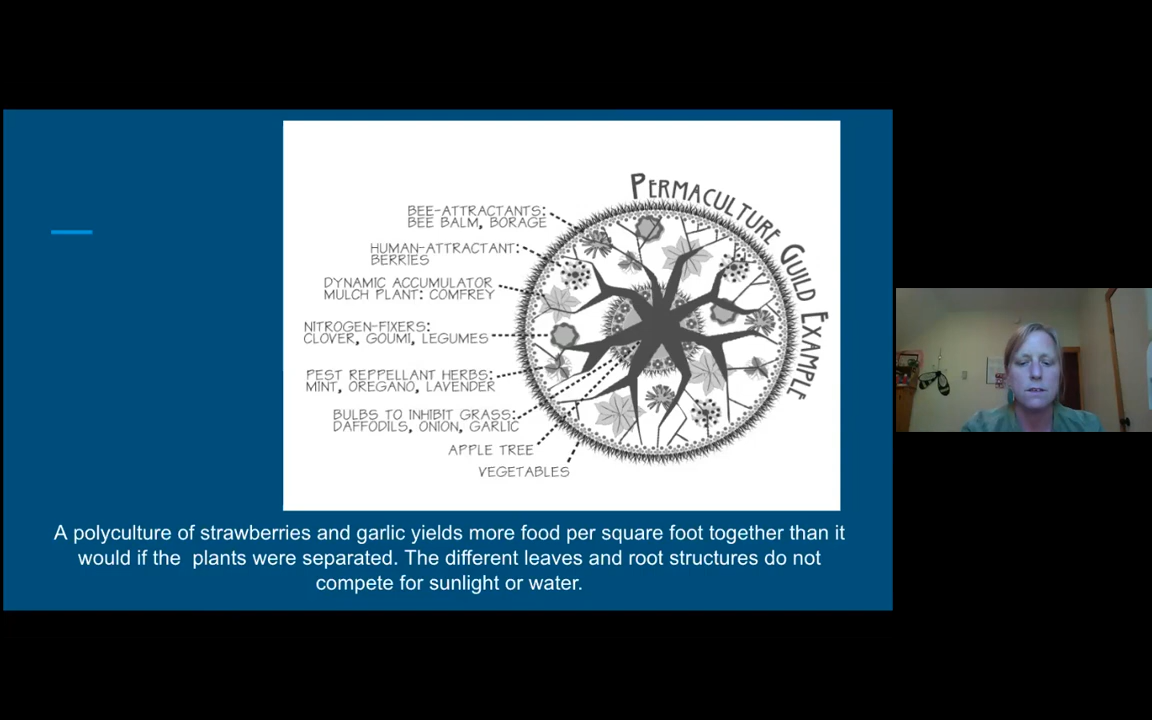 PERMACULTURE GUILD EXAMPLE
BEE-ATTRACTANTS:
BEE BALM, BORAGE
HUMAN-ATTRACTANT:
BERRIES
DYNAMIC ACCUMULATOR
MULCH PLANT: COMFREY
NITROGEN-FIXERS:
CLOVER, GOUMI, LEGUMES
PEST REPPELLANT HERBS:
MINT, OREGANO, LAVENDER
BULBS TO INHIBIT GRASS:
DAFFODILS, ONION, GARLIC
APPLE TREE
VEGETABLES
A polyculture of strawberries and garlic yields more food per square foot together than it
would if the  plants were separated. The different leaves and root structures do not
compete for sunlight or water.